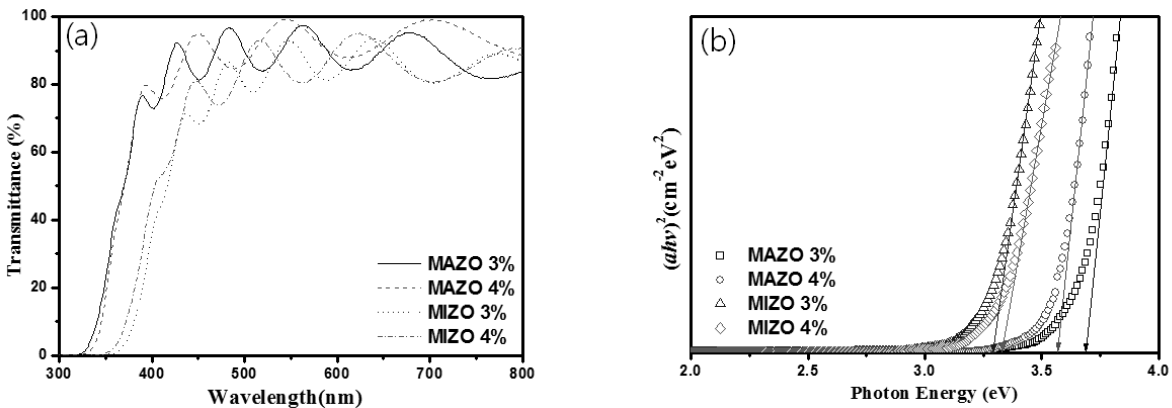 (a)
Transmittance (%)
100
80
60
40
20
0
MAZO 3%
MAZO 4%
MIZO 3%
MIZO 4%
300
400
500
600
700
800
Wavelength(nm)
(b)
(ahν)²(cm⁻²eV²)
MAZO 3%
MAZO 4%
MIZO 3%
MIZO 4%
2.0
2.5
3.0
3.5
4.0
Photon Energy (eV)